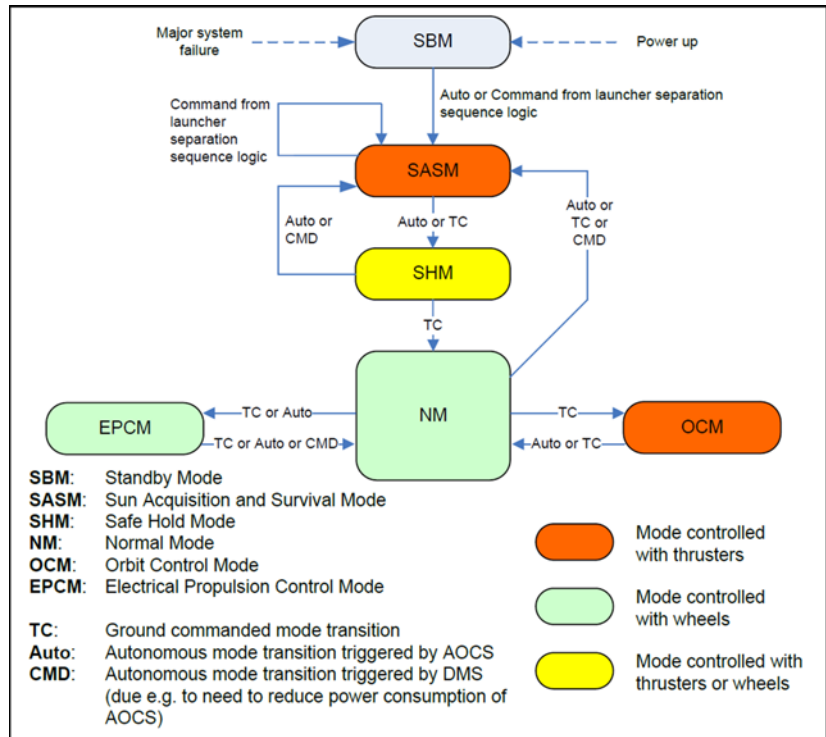 Major system
failure
SBM
Power up
Auto or Command from launcher separation
sequence logic
Command from
launcher
separation
sequence logic
SASM
Auto or
CMD
Auto or TC
Auto or
TC or
CMD
SHM
TC
NM
TC or Auto
TC
EPCM
OCM
TC or Auto or CMD
Auto or TC
SBM: Standby Mode
SASM: Sun Acquisition and Survival Mode
SHM: Safe Hold Mode
NM: Normal Mode
OCM: Orbit Control Mode
EPCM: Electrical Propulsion Control Mode
TC: Ground commanded mode transition
Auto: Autonomous mode transition triggered by AOCS
CMD: Autonomous mode transition triggered by DMS
(due e.g. to need to reduce power consumption of
AOCS)
Mode controlled
with thrusters
Mode controlled
with wheels
Mode controlled with
thrusters or wheels